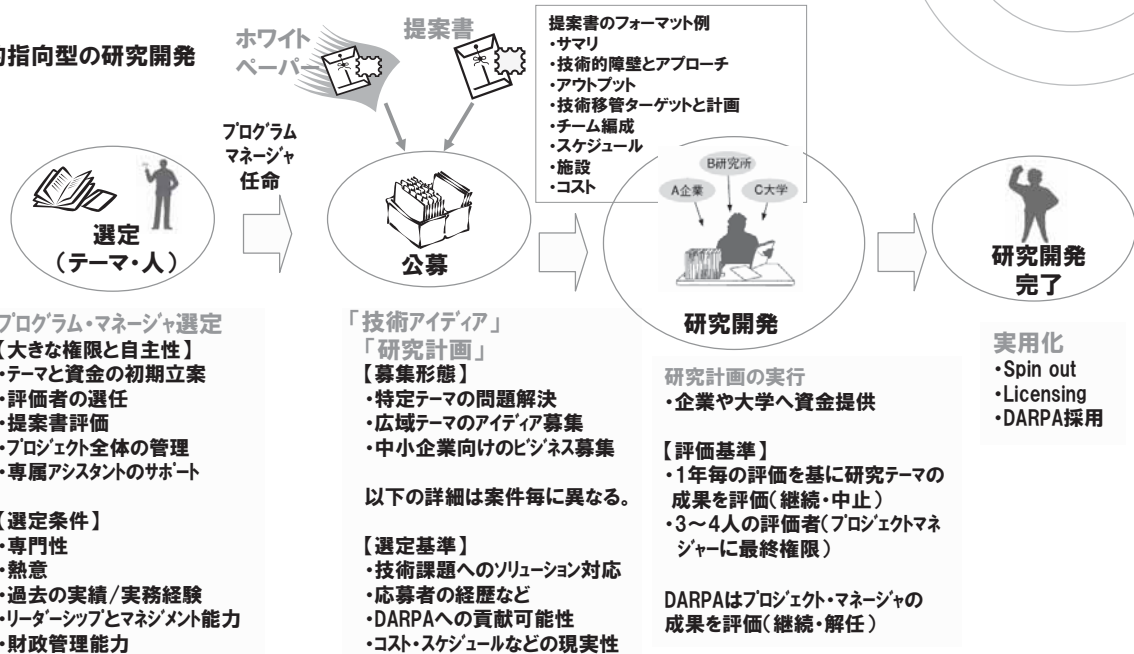 的指向型の研究開発
ホワイト
ペーパー
提案書
提案書のフォーマット例
・サマリ
・技術的障壁とアプローチ
・アウトプット
・技術移管ターゲットと計画
・チーム編成
・スケジュール
・施設
・コスト
プログラム
マネージャ
任命
選定
（テーマ・人）
公募
B研究所
A企業
C大学
研究開発
研究開発
完了
プログラム・マネージャ選定
【大きな権限と自主性】
・テーマと資金の初期立案
・評価者の選任
・提案書評価
・プロジェクト全体の管理
・専属アシスタントのサポート
【選定条件】
・専門性
・熱意
・過去の実績/実務経験
・リーダーシップとマネジメント能力
・財政管理能力
「技術アイディア」
「研究計画」
【募集形態】
・特定テーマの問題解決
・広域テーマのアイディア募集
・中小企業向けのビジネス募集
以下の詳細は案件毎に異なる。
【選定基準】
・技術課題へのソリューション対応
・応募者の経歴など
・DARPAへの貢献可能性
・コスト・スケジュールなどの現実性
研究計画の実行
・企業や大学へ資金提供
【評価基準】
・1年毎の評価を基に研究テーマの
成果を評価（継続・中止）
・3～4人の評価者（プロジェクトマネ
ジャーに最終権限）
DARPAはプロジェクト・マネージャの
成果を評価（継続・解任）
実用化
・Spin out
・Licensing
・DARPA採用